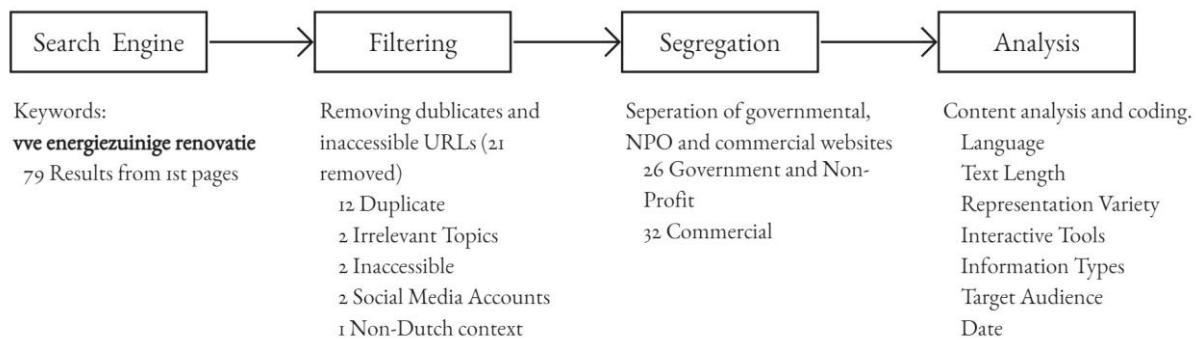 Search Engine
Filtering
Segregation
Analysis
Keywords:
vve energiezuinige renovatie
79 Results from 1st pages
Removing dublicates and
inaccessible URLs (21
removed)
12 Duplicate
2 Irrelevant Topics
2 Inaccessible
2 Social Media Accounts
1 Non-Dutch context
Seperation of governmental,
NPO and commercial websites
26 Government and Non-
Profit
32 Commercial
Content analysis and coding.
Language
Text Length
Representation Variety
Interactive Tools
Information Types
Target Audience
Date